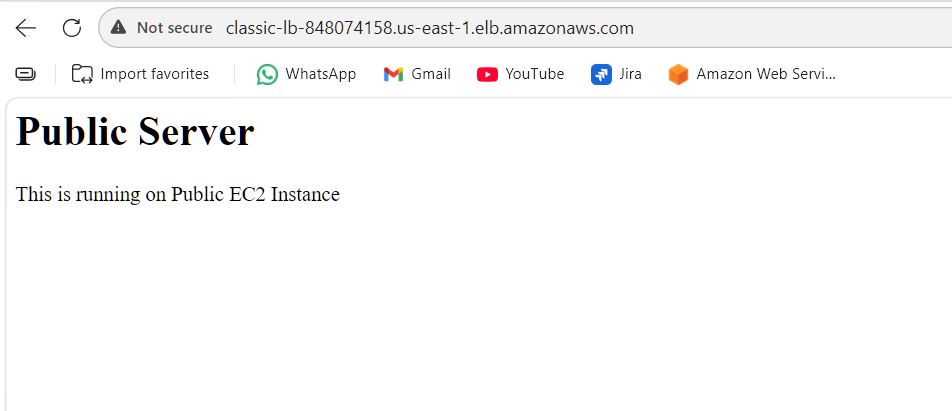 Not secure classic-lb-848074158.us-east-1.elb.amazonaws.com
Import favorites WhatsApp Gmail YouTube Jira Amazon Web Servi...
Public Server
This is running on Public EC2 Instance